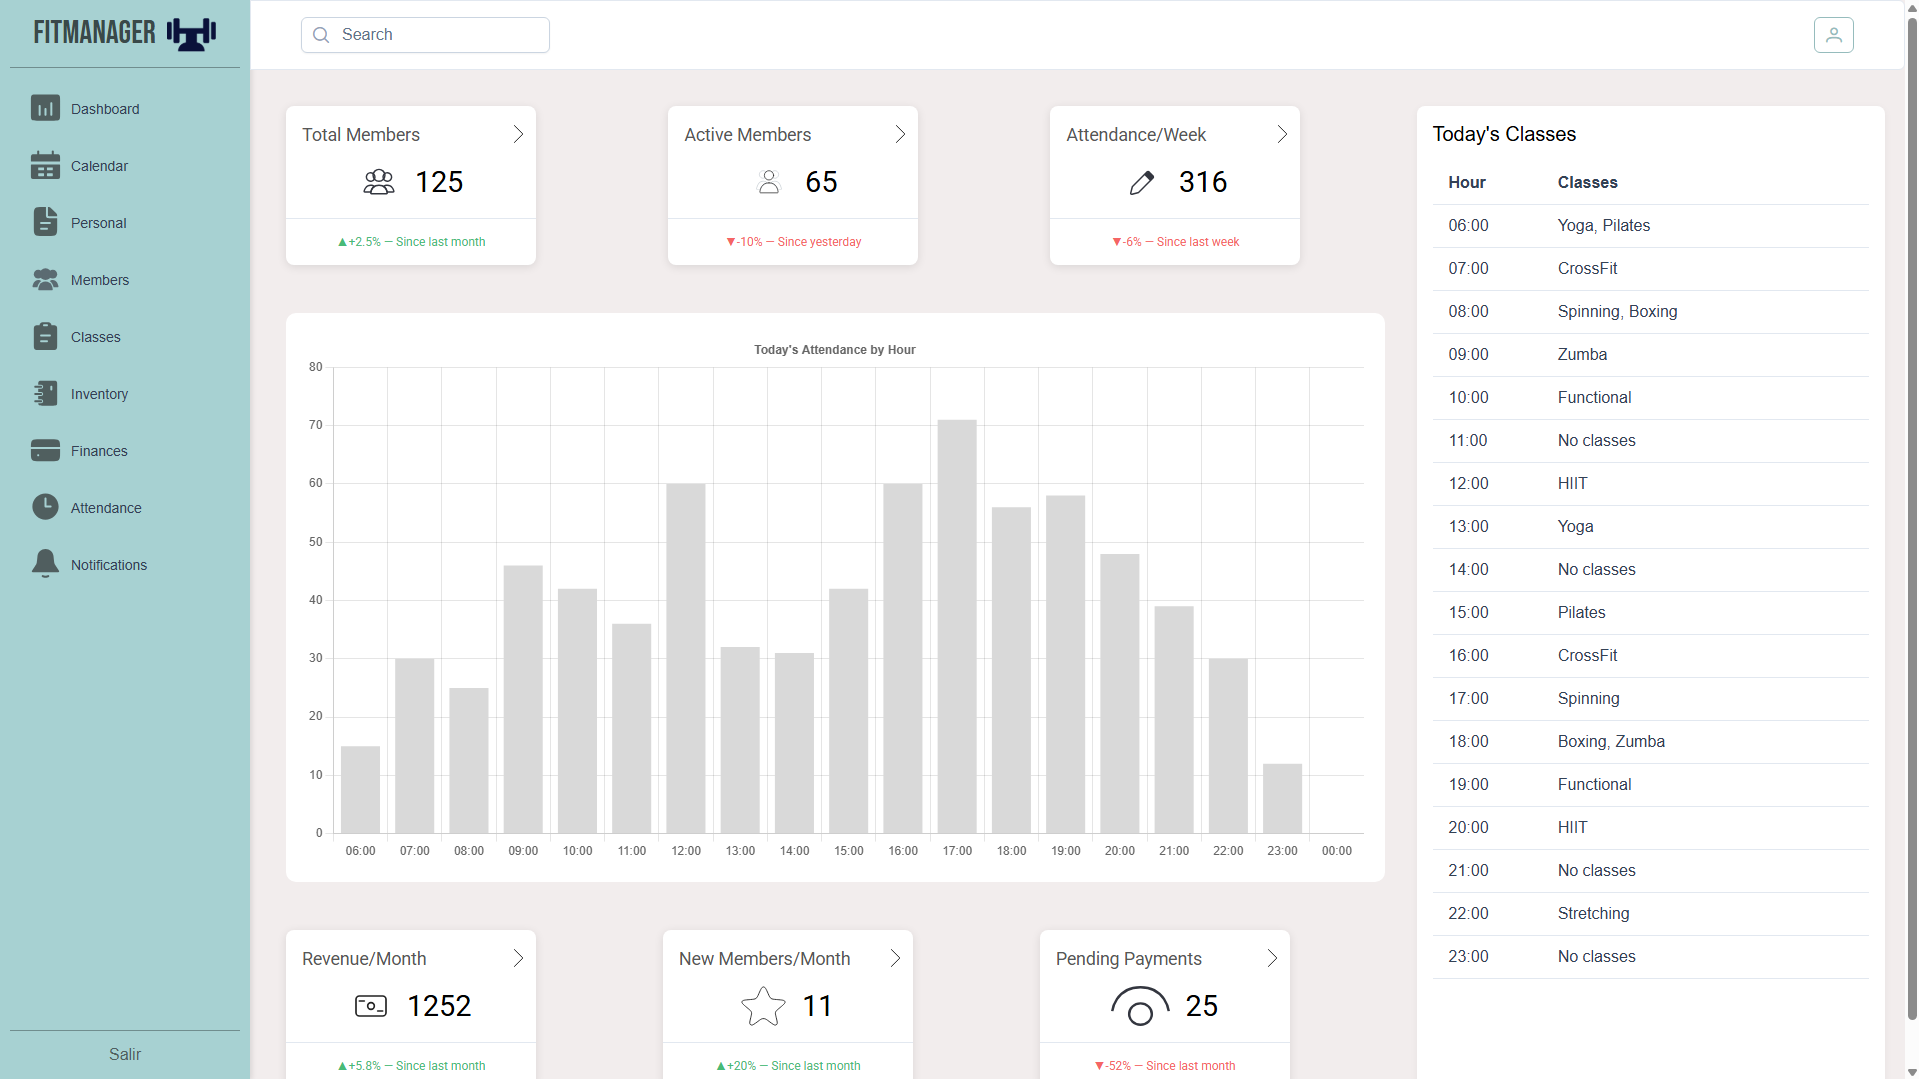 FITMANAGER
Dashboard
Calendar
Personal
Members
Classes
Inventory
Finances
Attendance
Notifications
Salir
Search
Total Members
125
▲+2.5% — Since last month
Active Members
65
▼-10% — Since yesterday
Attendance/Week
316
▼-6% — Since last week
Today's Attendance by Hour
80
70
60
50
40
30
20
10
0
06:00 07:00 08:00 09:00 10:00 11:00 12:00 13:00 14:00 15:00 16:00 17:00 18:00 19:00 20:00 21:00 22:00 23:00 00:00
Revenue/Month
1252
▲+5.8% — Since last month
New Members/Month
11
▲+20% — Since last month
Pending Payments
25
▼-52% — Since last month
Today's Classes
Hour Classes
06:00 Yoga, Pilates
07:00 CrossFit
08:00 Spinning, Boxing
09:00 Zumba
10:00 Functional
11:00 No classes
12:00 HIIT
13:00 Yoga
14:00 No classes
15:00 Pilates
16:00 CrossFit
17:00 Spinning
18:00 Boxing, Zumba
19:00 Functional
20:00 HIIT
21:00 No classes
22:00 Stretching
23:00 No classes